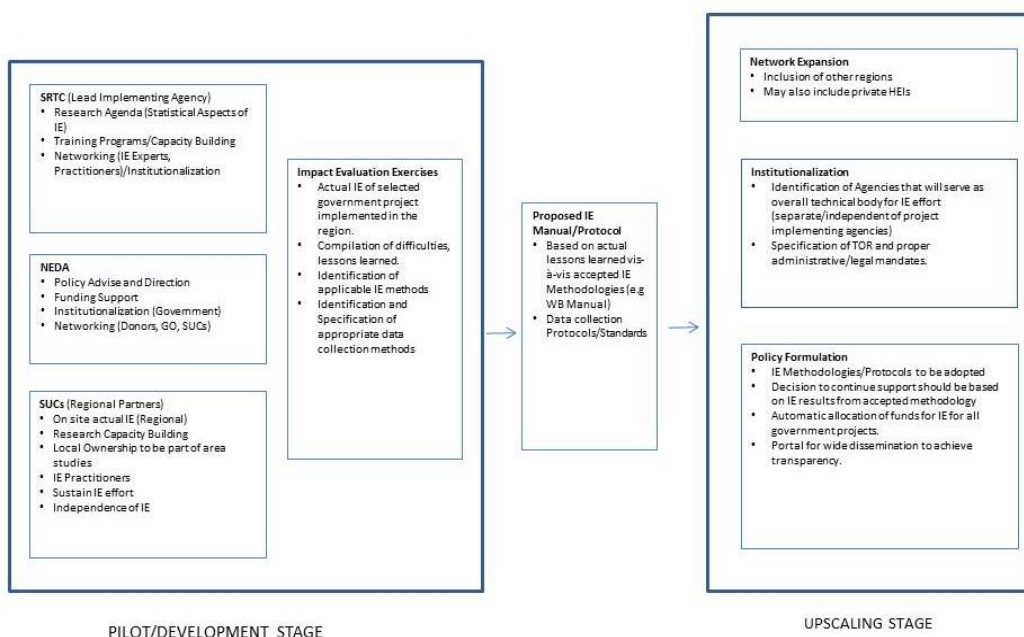 SRTC (Lead Implementing Agency)
• Research Agenda (Statistical Aspects of
IE)
• Training Programs/Capacity Building
• Networking (IE Experts,
Practitioners)/Institutionalization
NEDA
• Policy Advise and Direction
• Funding Support
• Institutionalization (Government)
• Networking (Donors, GO, SUCs)
SUCs (Regional Partners)
• On site actual IE (Regional)
• Research Capacity Building
• Local Ownership to be part of area
studies
• IE Practitioners
• Sustain IE effort
• Independence of IE
Impact Evaluation Exercises
• Actual IE of selected
government project
implemented in the
region.
• Compilation of difficulties,
lessons learned.
• Identification of
applicable IE methods
• Identification and
Specification of
appropriate data
collection methods
PILOT/DEVELOPMENT STAGE
Proposed IE
Manual/Protocol
• Based on actual
lessons learned vis-
à-vis accepted IE
Methodologies (e.g
WB Manual)
• Data collection
Protocols/Standards
Network Expansion
• Inclusion of other regions
• May also include private HEIs
Institutionalization
• Identification of Agencies that will serve as
overall technical body for IE effort
(separate/independent of project
implementing agencies)
• Specification of TOR and proper
administrative/legal mandates.
Policy Formulation
• IE Methodologies/Protocols to be adopted
• Decision to continue support should be based
on IE results from accepted methodology
• Automatic allocation of funds for IE for all
government projects.
• Portal for wide dissemination to achieve
transparency.
UPSCALING STAGE